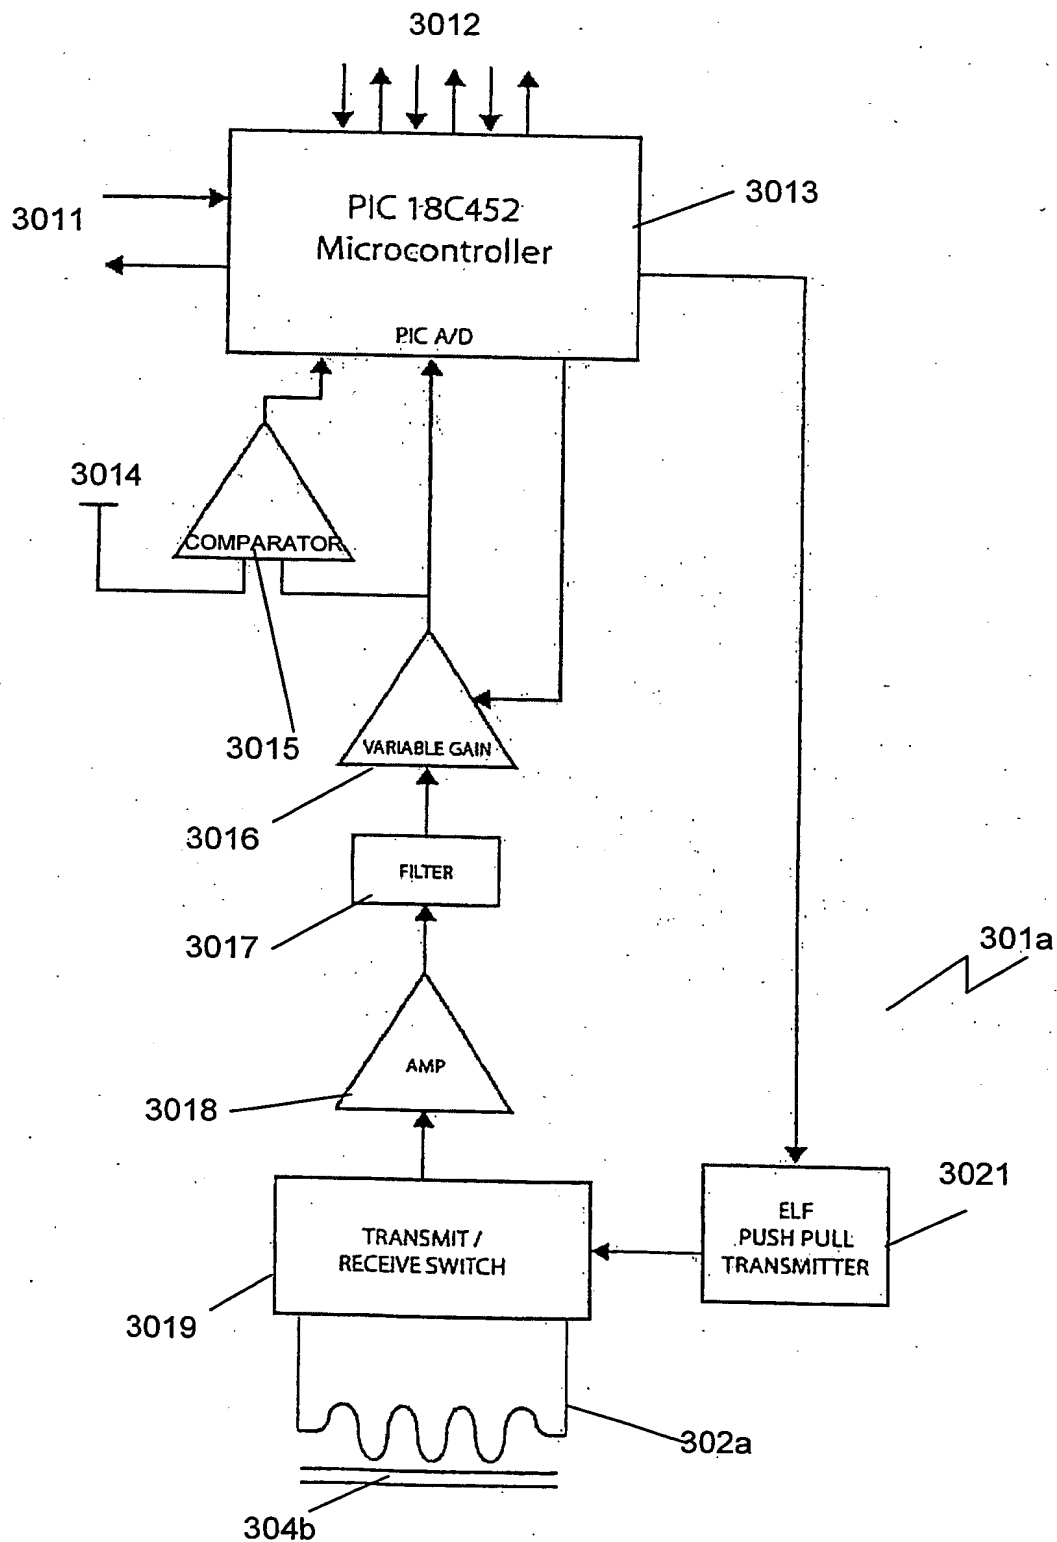 3012
3011
PIC 18C452
Microcontroller
PIC A/D
3013
3014
COMPARATOR
3015
VARIABLE GAIN
3016
FILTER
3017
301a
AMP
3018
3021
ELF
PUSH PULL
TRANSMITTER
TRANSMIT /
RECEIVE SWITCH
3019
302a
304b